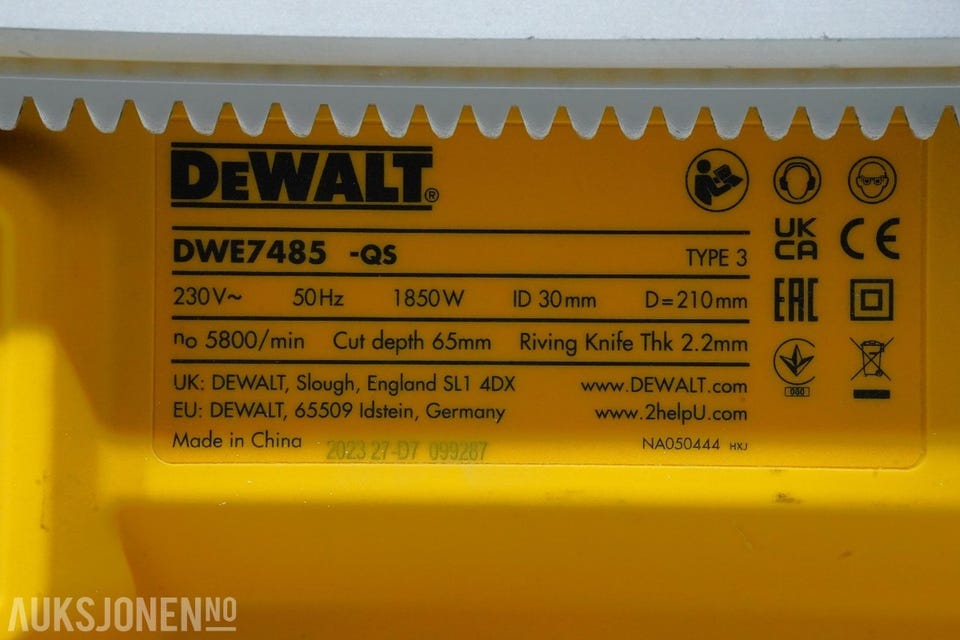 DEWALT®
DWE7485 -QS TYPE 3
230V~ 50Hz 1850W ID 30mm D=210mm
no 5800/min Cut depth 65mm Riving Knife Thk 2.2mm
UK: DEWALT, Slough, England SL1 4DX www.DEWALT.com
EU: DEWALT, 65509 Idstein, Germany www.2helpU.com
Made in China 2023 27-D7 099287 NA050444 HXJ
UK
CA
CE
EAC
000
AUKSJONEN.NO